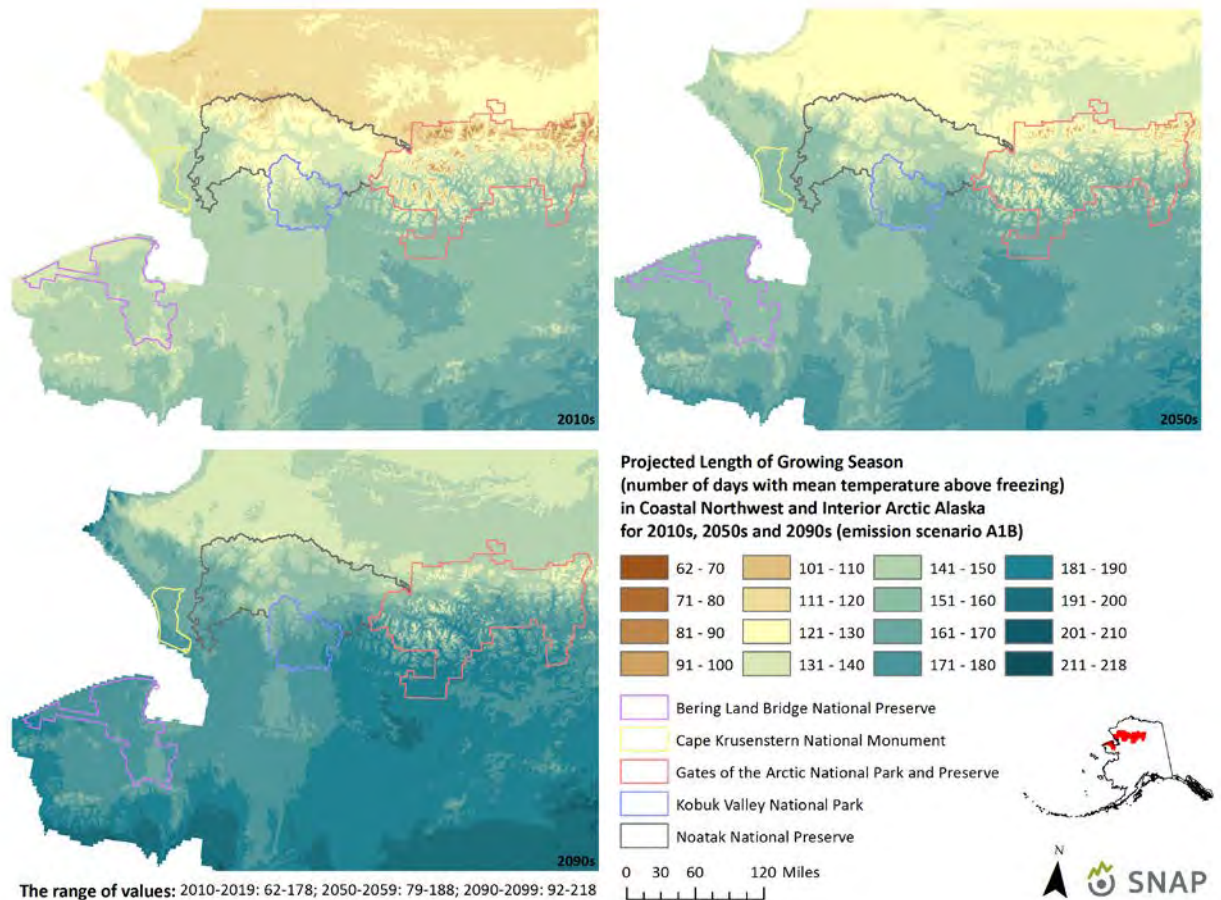 2010s
2050s
2090s
Projected Length of Growing Season
(number of days with mean temperature above freezing)
in Coastal Northwest and Interior Arctic Alaska
for 2010s, 2050s and 2090s (emission scenario A1B)
62 - 70 101 - 110 141 - 150 181 - 190
71 - 80 111 - 120 151 - 160 191 - 200
81 - 90 121 - 130 161 - 170 201 - 210
91 - 100 131 - 140 171 - 180 211 - 218
Bering Land Bridge National Preserve
Cape Krusenstern National Monument
Gates of the Arctic National Park and Preserve
Kobuk Valley National Park
Noatak National Preserve
0 30 60 120 Miles
N
SNAP
The range of values: 2010-2019: 62-178; 2050-2059: 79-188; 2090-2099: 92-218